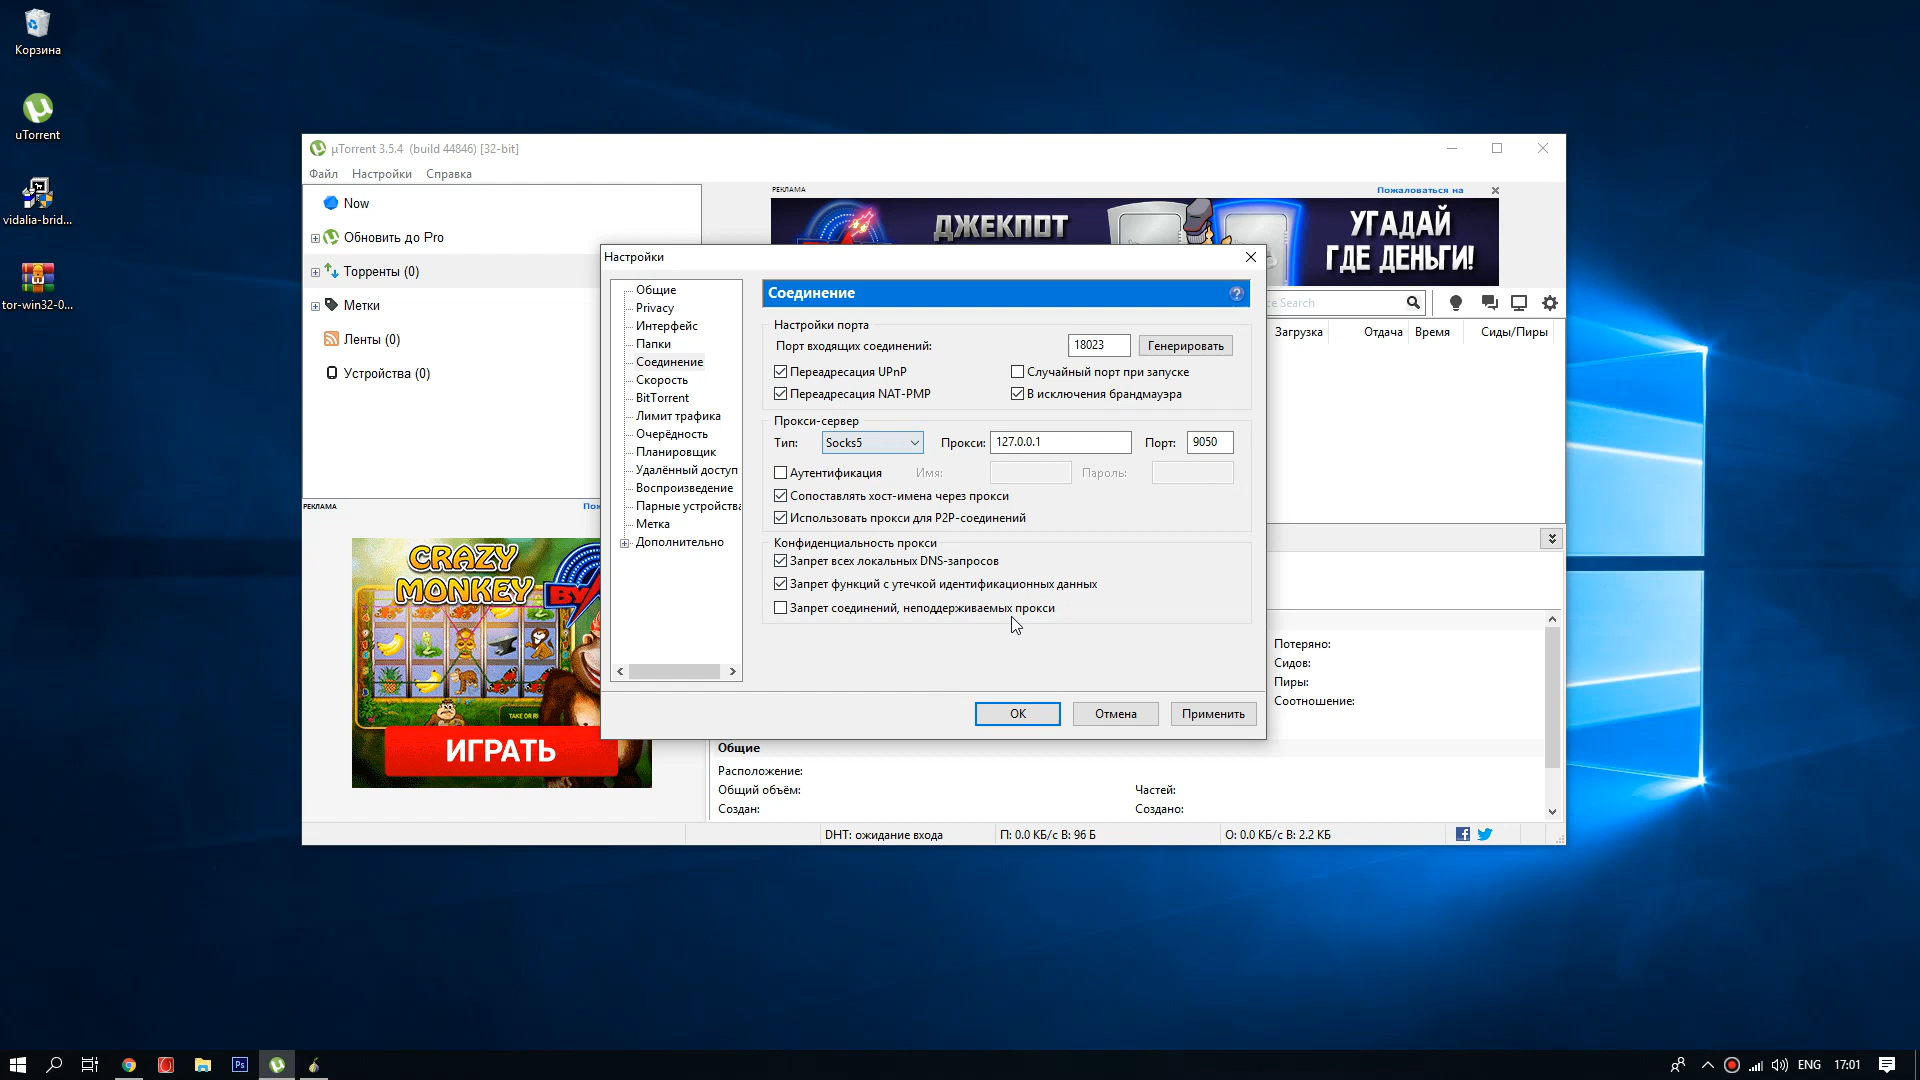 Корзина
uTorrent
vidalia-brid...
tor-win32-0...
µTorrent 3.5.4 (build 44846) [32-bit]
Файл Настройки Справка
Now
Обновить до Pro
Торренты (0)
Метки
Ленты (0)
Устройства (0)
РЕКЛАМА Пожаловаться на
ДЖЕКПОТ
УГАДАЙ
ГДЕ ДЕНЬГИ!
Search
Загрузка Отдача Время Сиды/Пиры
Настройки
Общие
Privacy
Интерфейс
Папки
Соединение
Скорость
BitTorrent
Лимит трафика
Очерёдность
Планировщик
Удалённый доступ
Воспроизведение
Парные устройства
Метка
Дополнительно
Соединение
Настройки порта
Порт входящих соединений: 18023 Генерировать
Переадресация UPnP Случайный порт при запуске
Переадресация NAT-PMP В исключения брандмауэра
Прокси-сервер
Тип: Socks5 Прокси: 127.0.0.1 Порт: 9050
Аутентификация Имя: Пароль:
Сопоставлять хост-имена через прокси
Использовать прокси для P2P-соединений
Конфиденциальность прокси
Запрет всех локальных DNS-запросов
Запрет функций с утечкой идентификационных данных
Запрет соединений, неподдерживаемых прокси
ОК Отмена Применить
РЕКЛАМА
CRAZY
MONKEY
ИГРАТЬ
Потеряно:
Сидов:
Пиры:
Соотношение:
Общие
Расположение:
Общий объём: Частей:
Создан: Создано:
DHT: ожидание входа П: 0.0 КБ/с В: 96 Б О: 0.0 КБ/с В: 2.2 КБ
Ps
ENG 17:01